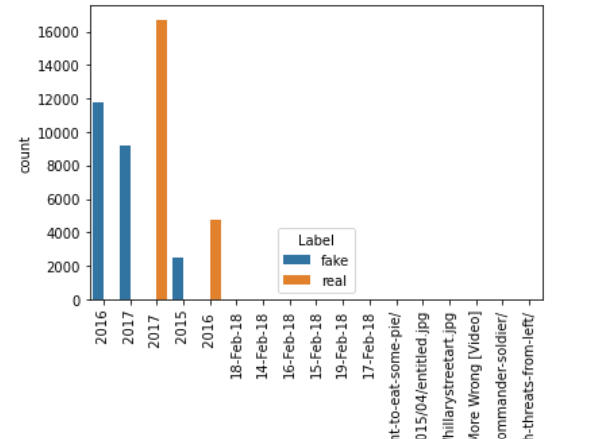 16000
14000
12000
10000
8000
6000
4000
2000
0
count
Label
fake
real
2016
2017
2017
2015
2016
18-Feb-18
14-Feb-18
16-Feb-18
15-Feb-18
19-Feb-18
17-Feb-18
nt-to-eat-some-pie/
015/04/entitled.jpg
/hillarystreetart.jpg
More Wrong [Video]
ommander-soldier/
h-threats-from-left/